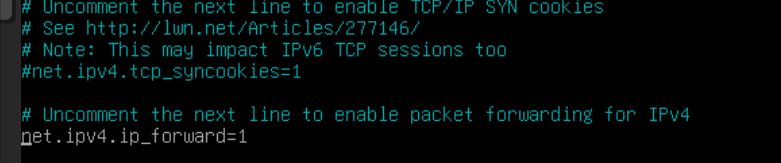 # Uncomment the next line to enable TCP/IP SYN cookies
# See http://lwn.net/Articles/277146/
# Note: This may impact IPv6 TCP sessions too
#net.ipv4.tcp_syncookies=1

# Uncomment the next line to enable packet forwarding for IPv4
net.ipv4.ip_forward=1